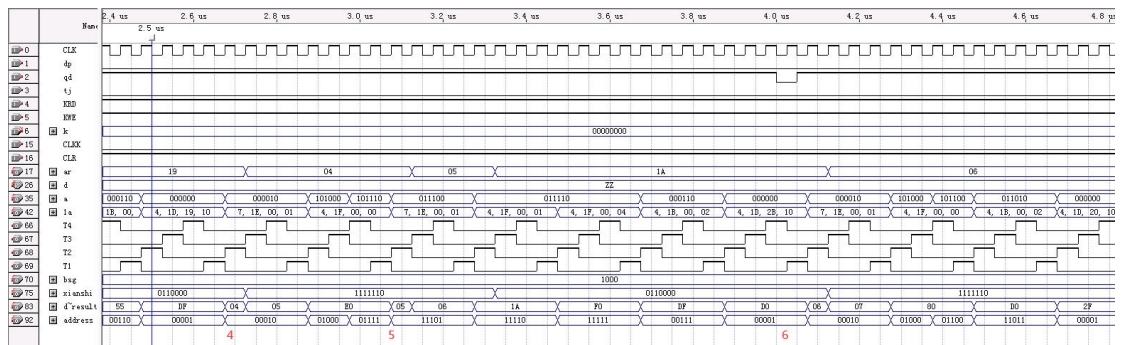 Name
2.4 us 2.6 us 2.8 us 3.0 us 3.2 us 3.4 us 3.6 us 3.8 us 4.0 us 4.2 us 4.4 us 4.6 us 4.8 u
2.5 us
0 CLK
1 dp
2 qd
3 tj
4 KRD
5 KWE
6 k 00000000
15 CLKK
16 CLR
17 ar 19 04 05 1A 06
26 d ZZ
35 a 000110 000000 000010 101000 101110 011100 011110 000110 000000 000010 101000 101100 011010 000000
42 1a 1B, 00, 4, 1D, 19, 10 7, 1E, 00, 01 4, 1F, 00, 00 7, 1E, 00, 01 4, 1F, 00, 01 4, 1F, 00, 04 4, 1B, 00, 02 4, 1D, 2B, 10 7, 1E, 00, 01 4, 1F, 00, 00 4, 1B, 00, 02 4, 1D, 20, 10
66 T4
67 T3
68 T2
69 T1
70 bsg 1000
75 xianshi 0110000 1111110 0110000 1111110
83 d~result 55 DF 04 05 E0 05 06 1A F0 DF D0 06 07 80 D0 2F
92 address 00110 00001 00010 01000 01111 11101 11110 11111 00111 00001 00010 01000 01100 11011 00001
4 5 6